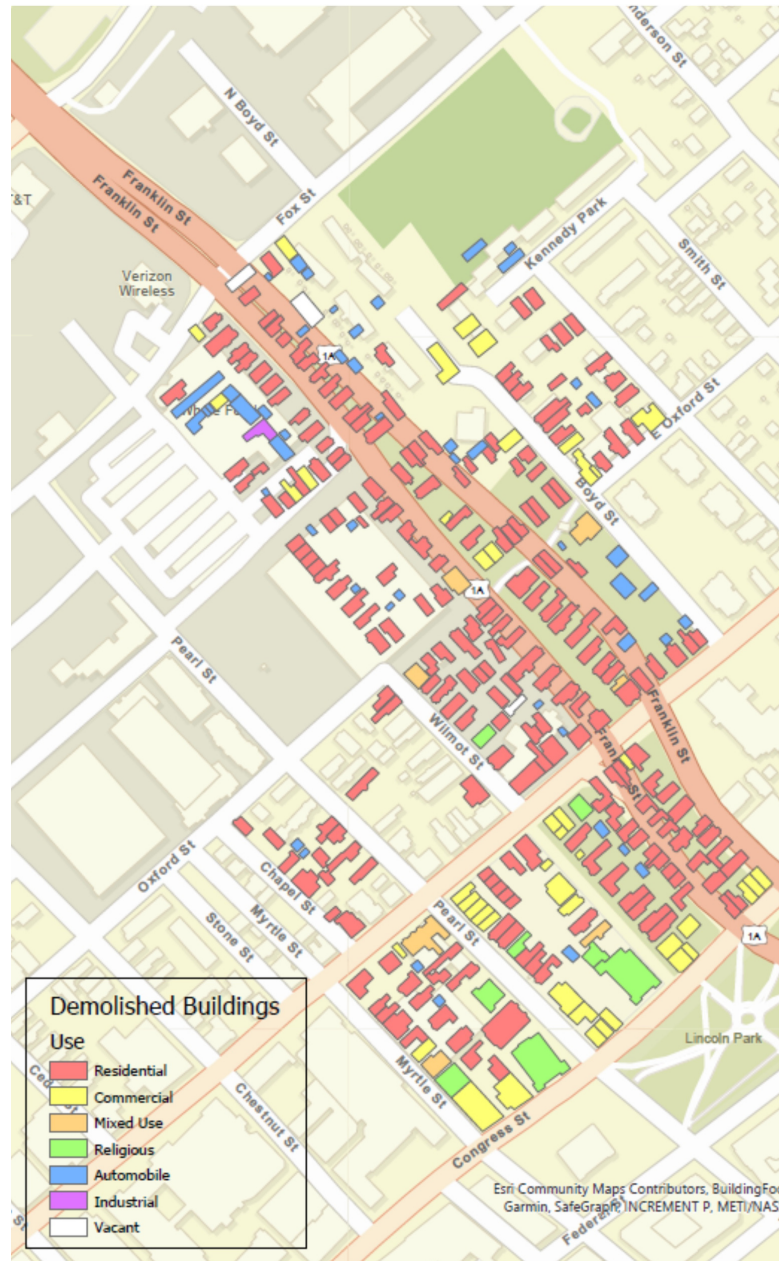 nderson St
N Boyd St
Franklin St
Franklin St
Fox St
T&T
Kennedy Park
Smith St
Verizon
Wireless
1A
E Oxford St
Boyd St
1A
Pearl St
Wilmot St
Franklin St
Oxford St
Chapel St
Myrtle St
Stone St
Pearl St
1A
Lincoln Park
Myrtle St
Chestnut St
Congress St
Federal St
Demolished Buildings
Use
Residential
Commercial
Mixed Use
Religious
Automobile
Industrial
Vacant
Esri Community Maps Contributors, BuildingFoo
Garmin, SafeGraph, INCREMENT P, METI/NAS